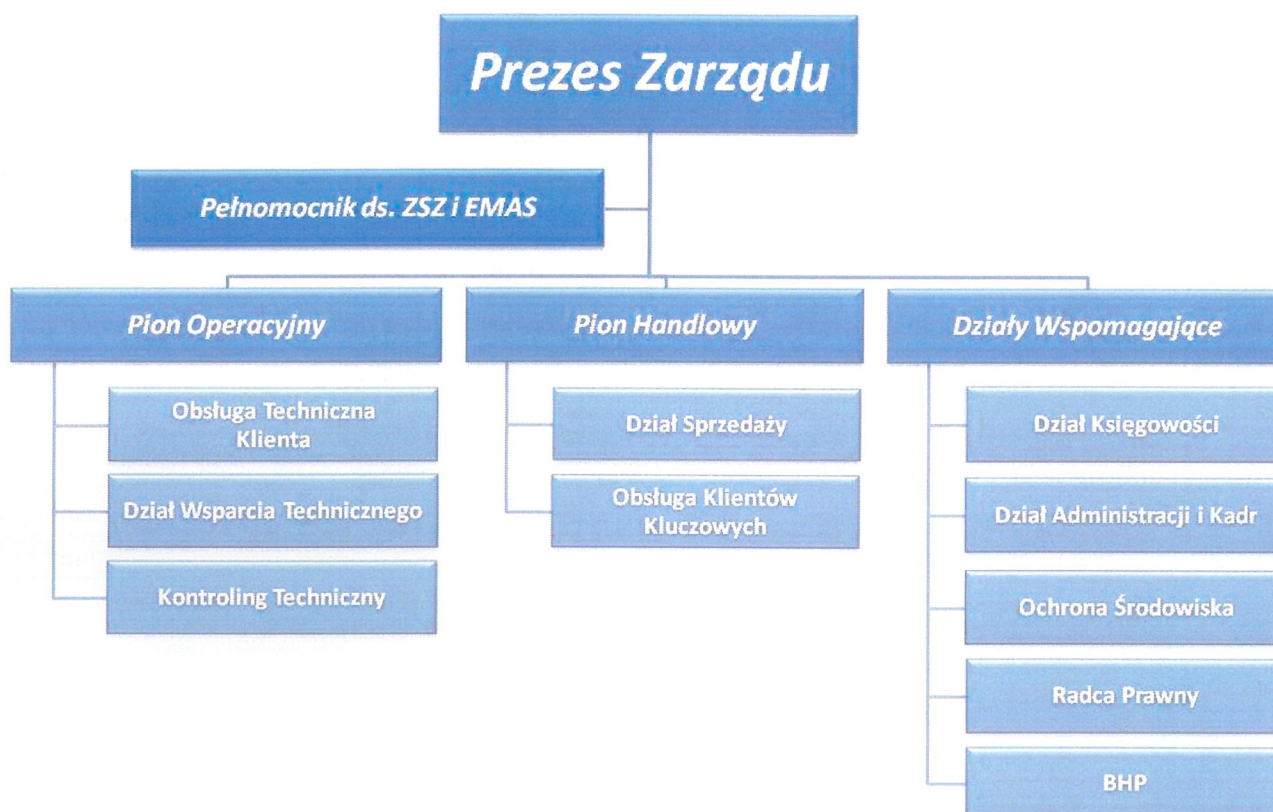 Prezes Zarządu
Pełnomocnik ds. ZSZ i EMAS
Pion Operacyjny
Obsługa Techniczna
Klienta
Dział Wsparcia Technicznego
Kontroling Techniczny
Pion Handlowy
Dział Sprzedaży
Obsługa Klientów
Kluczowych
Działy Wspomagające
Dział Księgowości
Dział Administracji i Kadr
Ochrona Środowiska
Radca Prawny
BHP